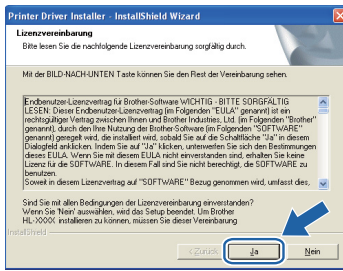 Printer Driver Installer - InstallShield Wizard
Lizenzvereinbarung
Bitte lesen Sie die nachfolgende Lizenzvereinbarung sorgfältig durch.
Mit der BILD-NACH-UNTEN Taste können Sie den Rest der Vereinbarung sehen.
Endbenutzer-Lizenzvertrag für Brother-Software WICHTIG - BITTE SORGFÄLTIG
LESEN: Dieser Endbenutzer-Lizenzvertrag (im Folgenden "EULA" genannt) ist ein
rechtsgültiger Vertrag zwischen Ihnen und Brother Industries, Ltd. (im Folgenden "Brother"
genannt), durch den Ihre Nutzung der Brother-Software (im Folgenden "SOFTWARE"
genannt) geregelt wird, die installiert wird, sobald Sie auf die Schaltfläche "Ja" in diesem
Dialogfeld anklicken. Indem Sie auf "Ja" klicken, unterwerfen Sie sich den Bestimmungen
dieses EULA. Wenn Sie mit diesem EULA nicht einverstanden sind, erhalten Sie keine
Lizenz für die SOFTWARE. In diesem Fall sind Sie nicht berechtigt, die SOFTWARE zu
benutzen.
Soweit in diesem Lizenzvertrag auf "SOFTWARE" Bezug genommen wird, umfasst dies,
Sind Sie mit allen Bedingungen der Lizenzvereinbarung einverstanden?
Wenn Sie 'Nein' auswählen, wird das Setup beendet. Um Brother
HL-XXXX installieren zu können, müssen Sie dieser Vereinbarung
InstallShield
< Zurück
Ja
Nein